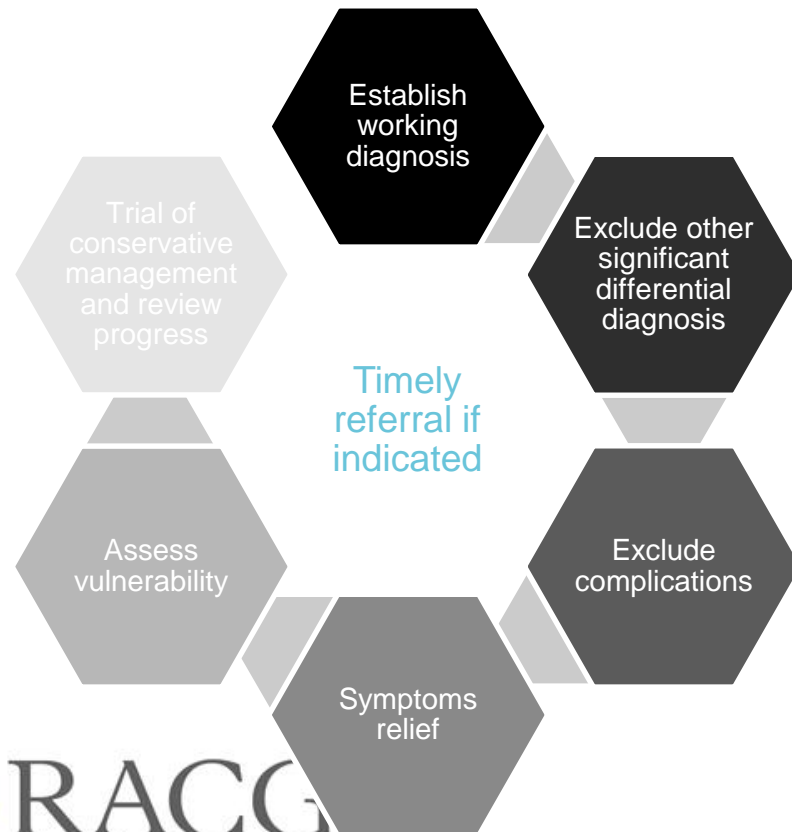 Establish
working
diagnosis
Exclude other
significant
differential
diagnosis
Exclude
complications
Symptoms
relief
Assess
vulnerability
Trial of
conservative
management
and review
progress
Timely
referral if
indicated
RACG